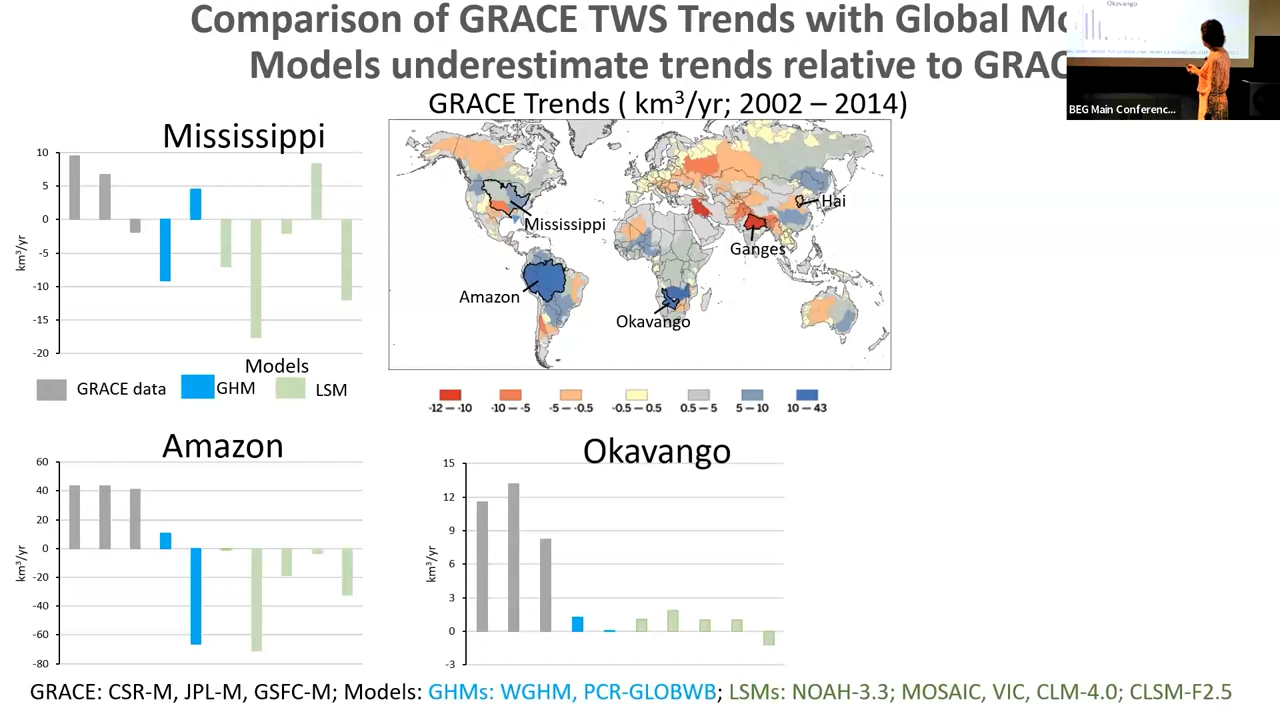 Comparison of GRACE TWS Trends with Global Mo
Models underestimate trends relative to GRAC
Okavango
BEG Main Conferenc...
GRACE Trends ( km³/yr; 2002 – 2014)
Mississippi
10
5
0
-5
-10
-15
-20
km³/yr
Mississippi
Hai
Ganges
Amazon
Okavango
Models
GRACE data
GHM
LSM
-12 — -10
-10 — -5
-5 — -0.5
-0.5 — 0.5
0.5 — 5
5 — 10
10 — 43
Amazon
60
40
20
0
-20
-40
-60
-80
km³/yr
Okavango
15
12
9
6
3
0
-3
km³/yr
GRACE: CSR-M, JPL-M, GSFC-M; Models: GHMs: WGHM, PCR-GLOBWB; LSMs: NOAH-3.3; MOSAIC, VIC, CLM-4.0; CLSM-F2.5